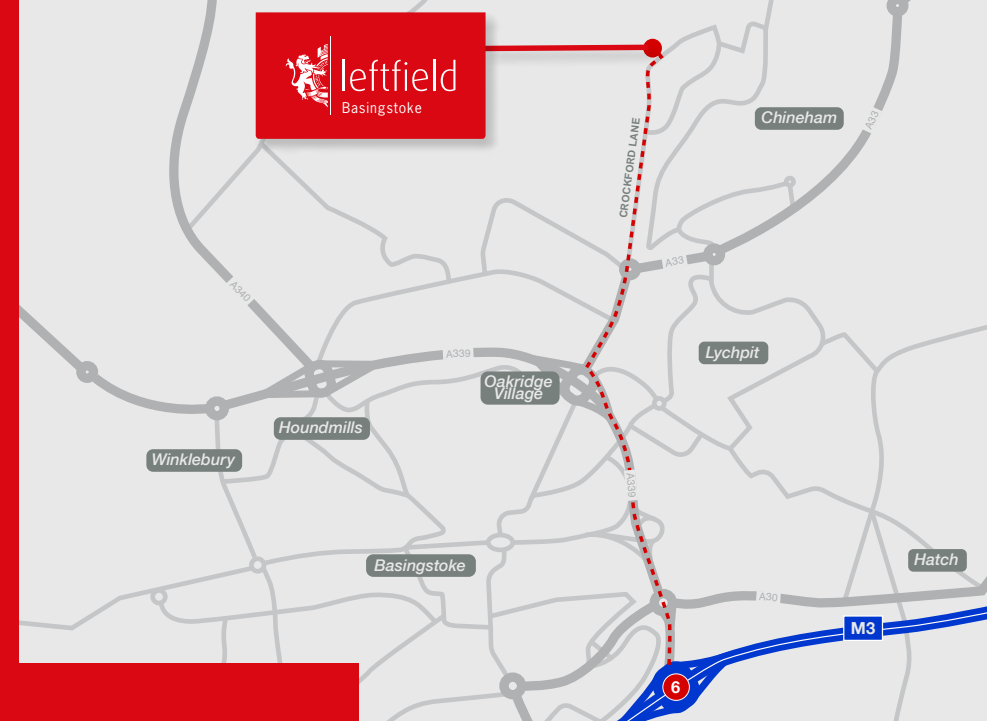 leftfield
Basingstoke
Chineham
A33
CROCKFORD LANE
A33
A340
A339
Lychpit
Oakridge
Village
Houndmills
Winklebury
A339
Basingstoke
Hatch
A30
M3
6